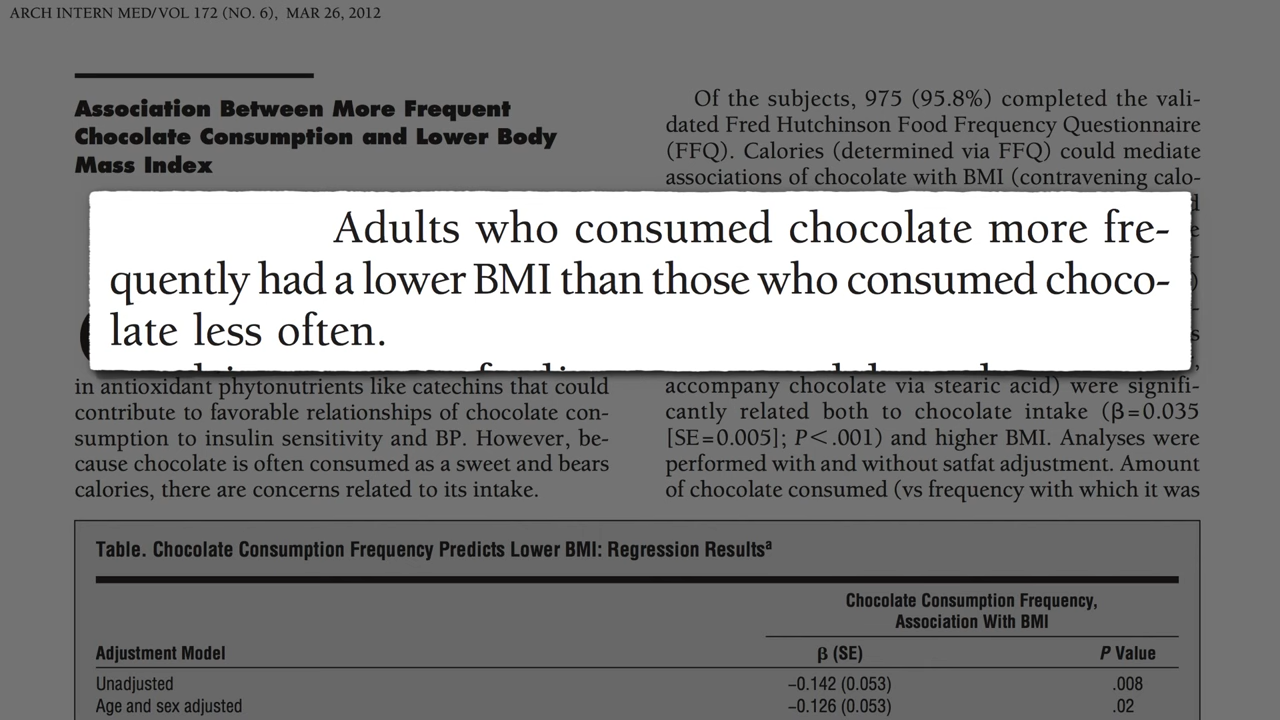 ARCH INTERN MED/VOL 172 (NO. 6), MAR 26, 2012
Association Between More Frequent
Chocolate Consumption and Lower Body
Mass Index
Adults who consumed chocolate more fre-
quently had a lower BMI than those who consumed choco-
late less often.
in antioxidant phytonutrients like catechins that could
contribute to favorable relationships of chocolate con-
sumption to insulin sensitivity and BP. However, be-
cause chocolate is often consumed as a sweet and bears
calories, there are concerns related to its intake.
Of the subjects, 975 (95.8%) completed the vali-
dated Fred Hutchinson Food Frequency Questionnaire
(FFQ). Calories (determined via FFQ) could mediate
associations of chocolate with BMI (contravening calo-
accompany chocolate via stearic acid) were signifi-
cantly related both to chocolate intake (β=0.035
[SE=0.005]; P<.001) and higher BMI. Analyses were
performed with and without satfat adjustment. Amount
of chocolate consumed (vs frequency with which it was
Table. Chocolate Consumption Frequency Predicts Lower BMI: Regression Resultsª
Chocolate Consumption Frequency,
Association With BMI
Adjustment Model β (SE) P Value
Unadjusted −0.142 (0.053) .008
Age and sex adjusted −0.126 (0.053) .02